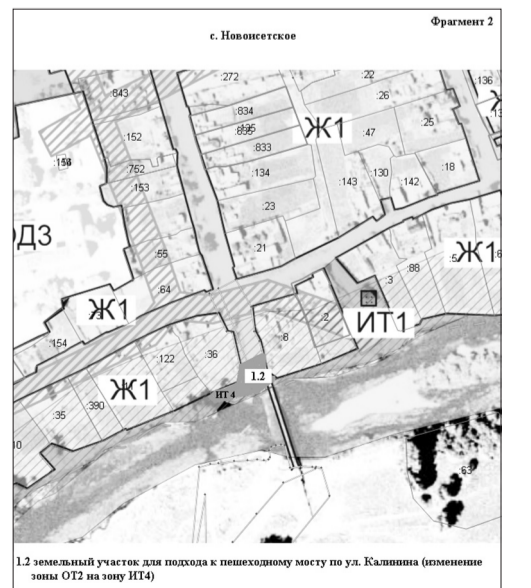 Фрагмент 2
с. Новоисетское
:272
:22
:136
:843
:26
:834
:25
:152
:833
Ж1
:47
:752
:134
:18
:153
:143
:130
:142
:23
ОД3
:55
:21
Ж1
:88
:3
:64
Ж1
:2
ИТ1
:154
:8
:36
:122
1.2
Ж1
:390
ИТ 4
:35
:63
1.2 земельный участок для подхода к пешеходному мосту по ул. Калинина (изменение
зоны ОТ2 на зону ИТ4)